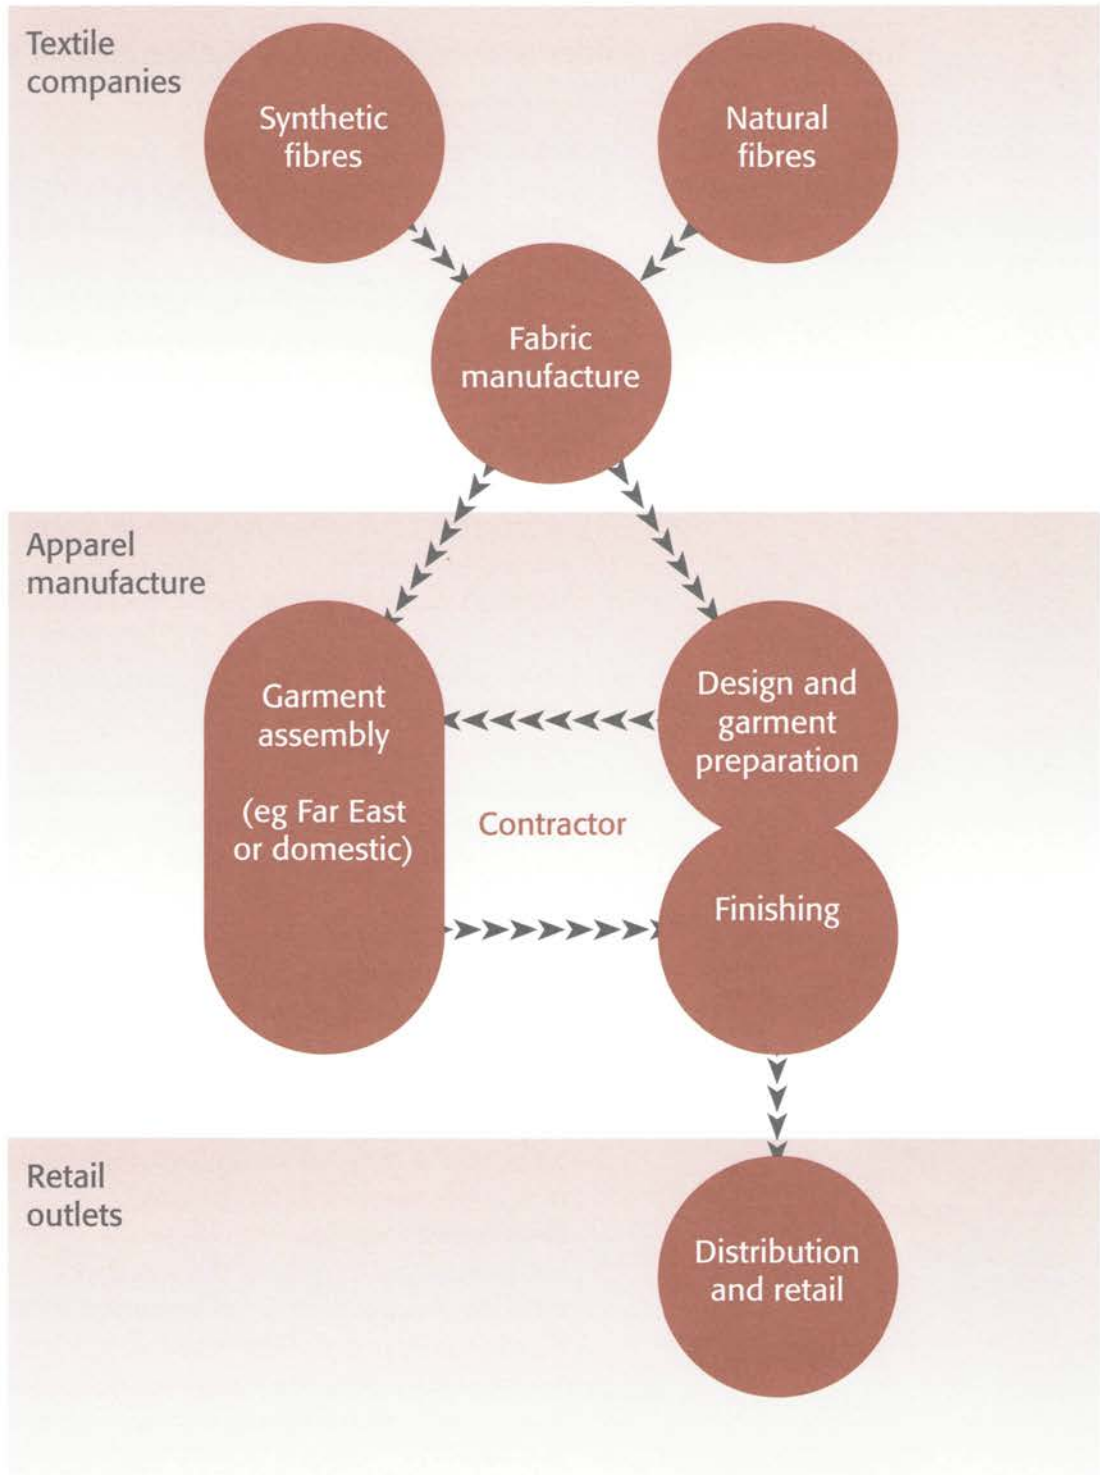 Textile
companies
Synthetic
fibres
Natural
fibres
Fabric
manufacture
Apparel
manufacture
Garment
assembly
(eg Far East
or domestic)
Design and
garment
preparation
Contractor
Finishing
Retail
outlets
Distribution
and retail